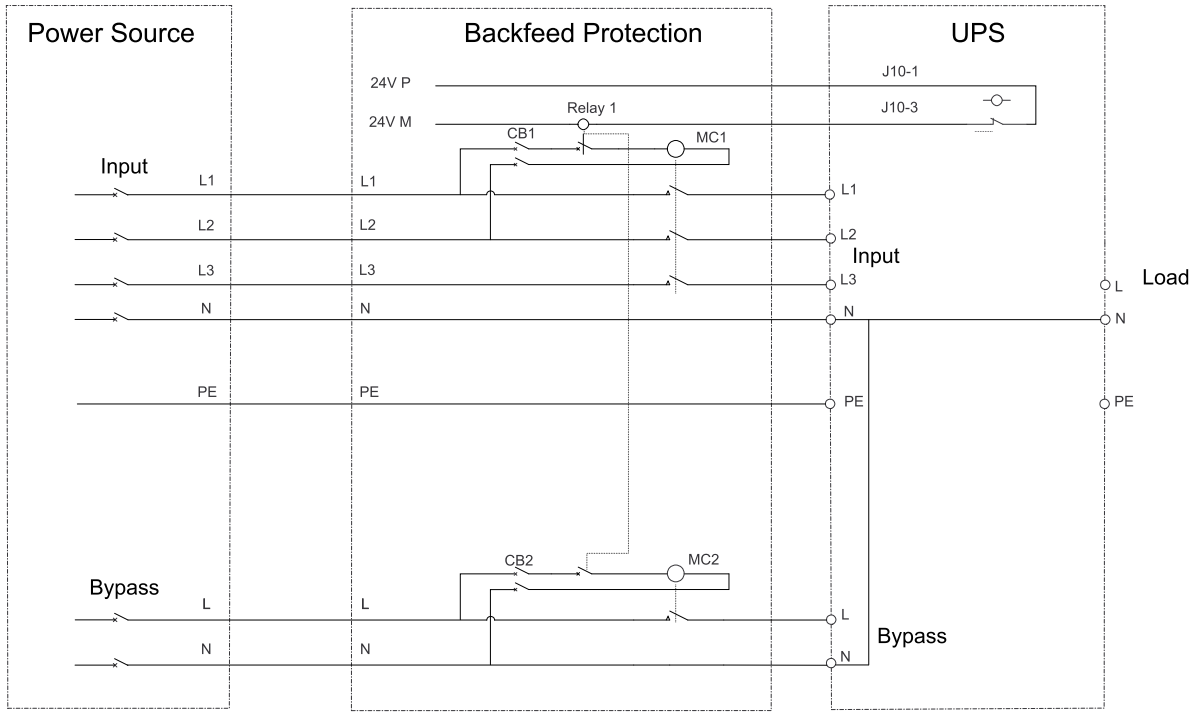 Power Source
Backfeed Protection
UPS
24V P
J10-1
24V M
Relay 1
J10-3
CB1
MC1
Input
L1
L1
L1
L2
L2
L2
Input
L3
L3
L3
L
Load
N
N
N
N
PE
PE
PE
PE
CB2
MC2
Bypass
L
L
L
Bypass
N
N
N